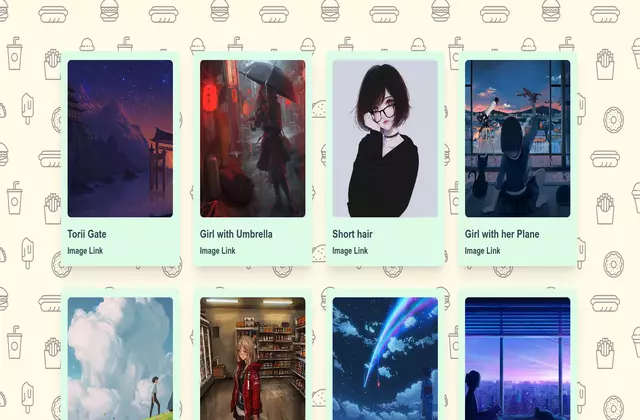 Torii Gate
Image Link
Girl with Umbrella
Image Link
Short hair
Image Link
Girl with her Plane
Image Link